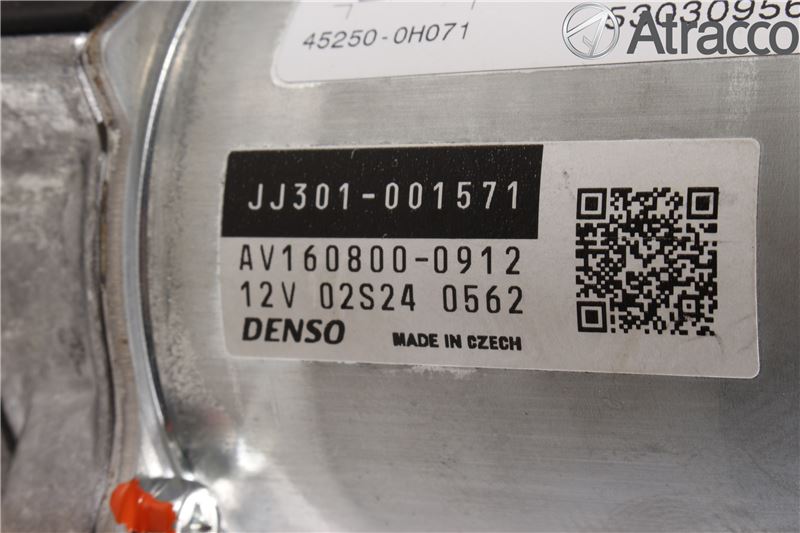 45250-0H071
53030956
Atracco
JJ301-001571
AV160800-0912
12V 02S24 0562
DENSO
MADE IN CZECH